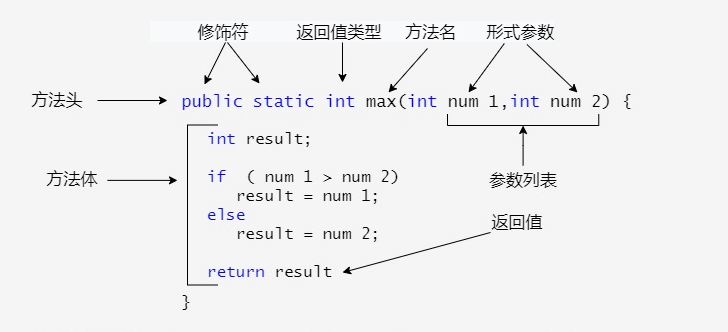 修饰符 返回值类型 方法名 形式参数
方法头 public static int max(int num 1,int num 2) {
int result;
方法体 if ( num 1 > num 2) 参数列表
result = num 1;
else 返回值
result = num 2;
return result
}